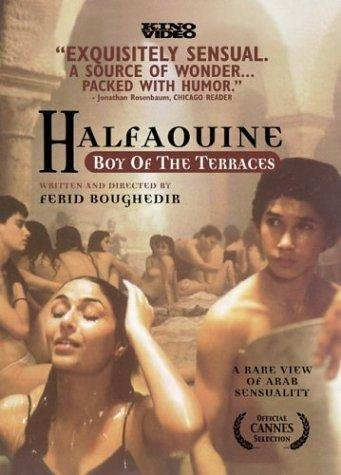 KINO
VIDEO
"EXQUISITELY SENSUAL.
A SOURCE OF WONDER...
PACKED WITH HUMOR."
- Jonathan Rosenbaum, CHICAGO READER
HALFAOUINE
BOY OF THE TERRACES
WRITTEN AND DIRECTED BY
FERID BOUGHEDIR
A RARE VIEW
OF ARAB
SENSUALITY
OFFICIAL
CANNES
SELECTION